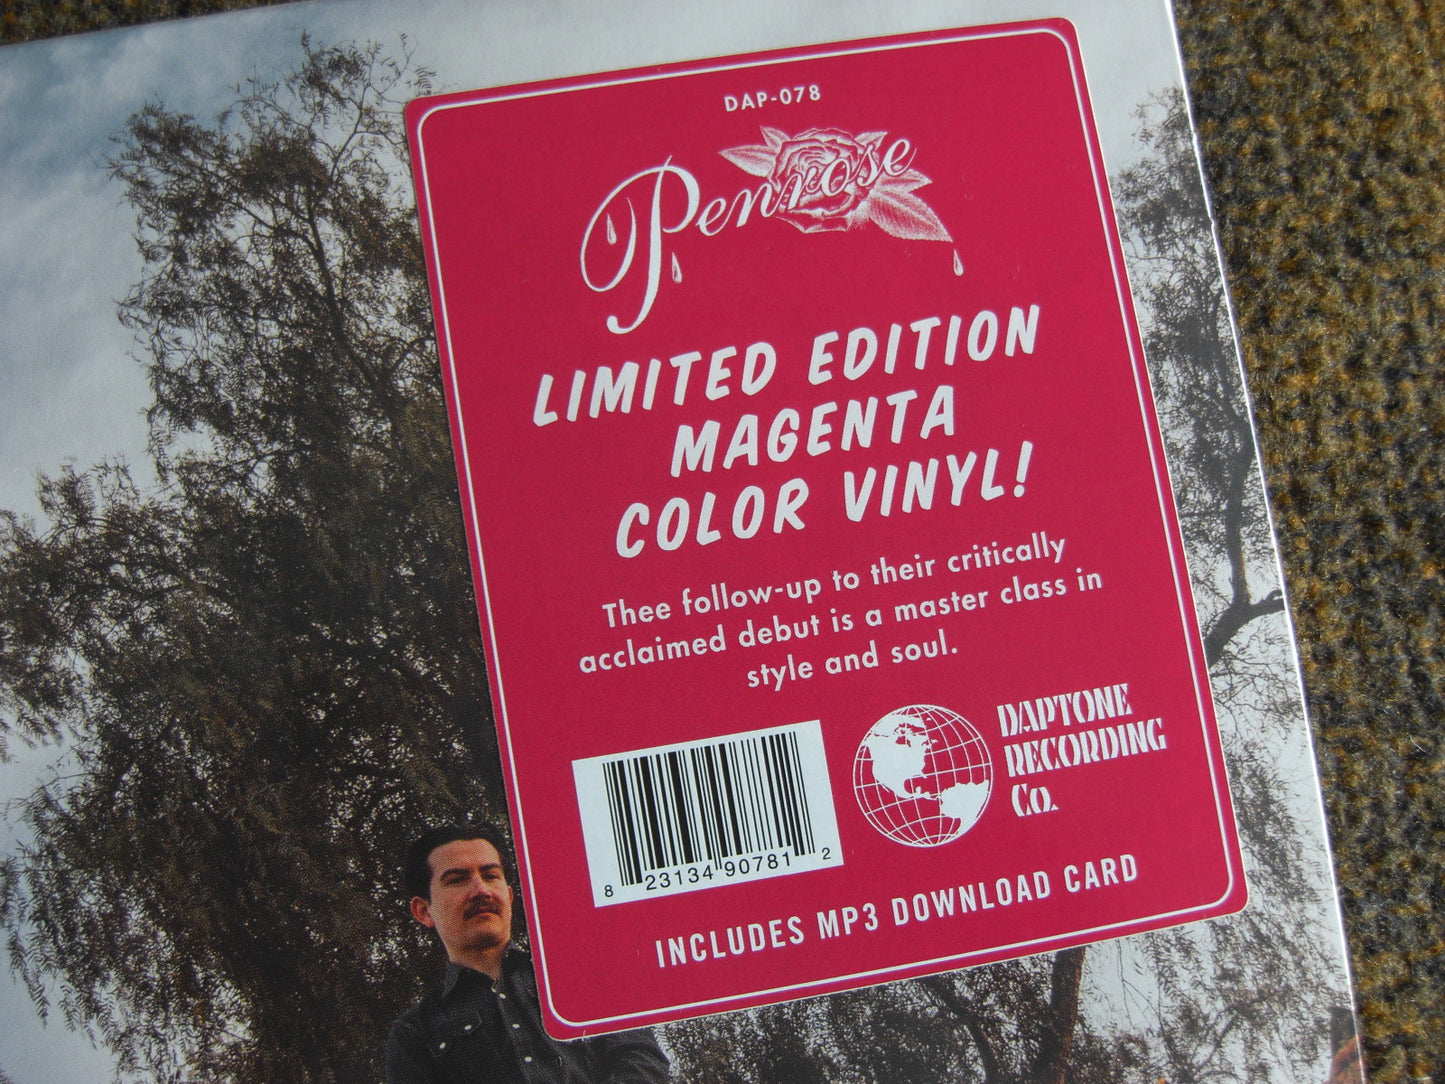 DAP-078
Penrose
LIMITED EDITION
MAGENTA
COLOR VINYL!
Thee follow-up to their critically
acclaimed debut is a master class in
style and soul.
DAPTONE
RECORDING
Co.
8 23134 90781 2
INCLUDES MP3 DOWNLOAD CARD